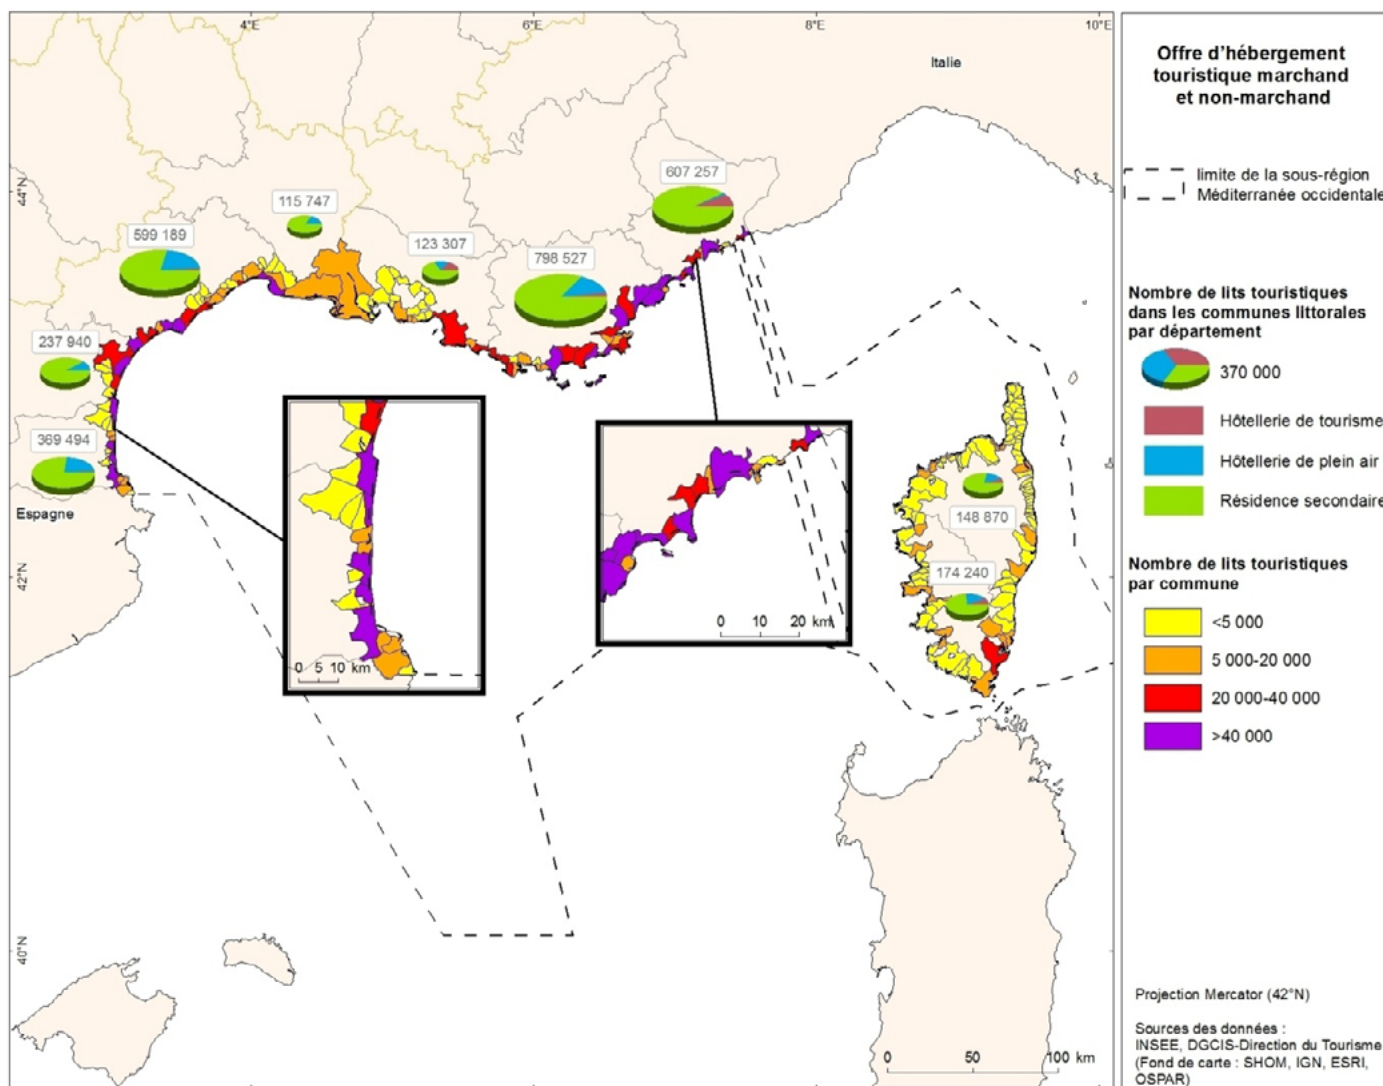 4°E
6°E
8°E
10°E
44°N
42°N
40°N
Italie
Espagne
607 257
115 747
599 189
123 307
798 527
237 940
369 494
148 870
174 240
0 5 10 km
0 10 20 km
0 50 100 km
Offre d'hébergement
touristique marchand
et non-marchand
limite de la sous-région
Méditerranée occidentale
Nombre de lits touristiques
dans les communes littorales
par département
370 000
Hôtellerie de tourisme
Hôtellerie de plein air
Résidence secondaire
Nombre de lits touristiques
par commune
<5 000
5 000-20 000
20 000-40 000
>40 000
Projection Mercator (42°N)
Sources des données :
INSEE, DGCIS-Direction du Tourisme
(Fond de carte : SHOM, IGN, ESRI,
OSPAR)